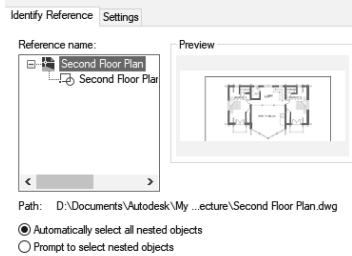 Identify Reference Settings
Reference name: Preview
Second Floor Plan
Second Floor Plar
Path: D:\Documents\Autodesk\My ...ecture\Second Floor Plan.dwg
Automatically select all nested objects
Prompt to select nested objects